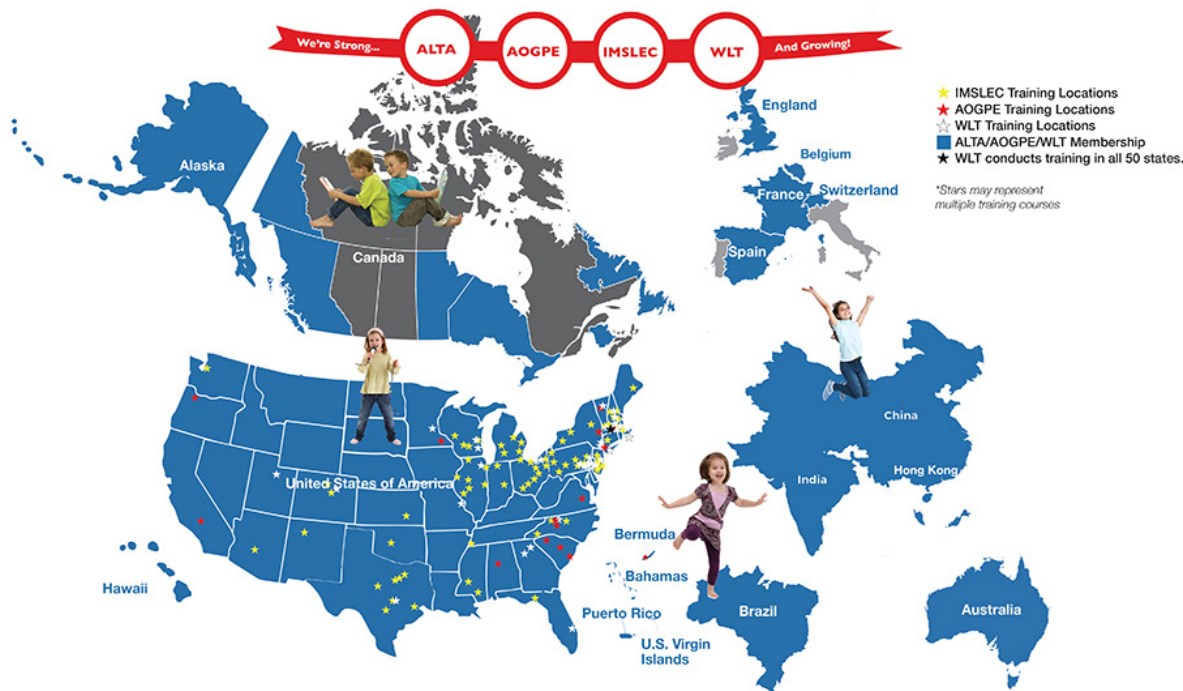 We're Strong...
ALTA
AOGPE
IMSLEC
WLT
And Growing!
IMSLEC Training Locations
AOGPE Training Locations
WLT Training Locations
ALTA/AOGPE/WLT Membership
WLT conducts training in all 50 states.
*Stars may represent
multiple training courses
Alaska
Canada
England
Belgium
France
Switzerland
Spain
United States of America
China
Hong Kong
India
Hawaii
Bermuda
Bahamas
Puerto Rico
U.S. Virgin
Islands
Brazil
Australia